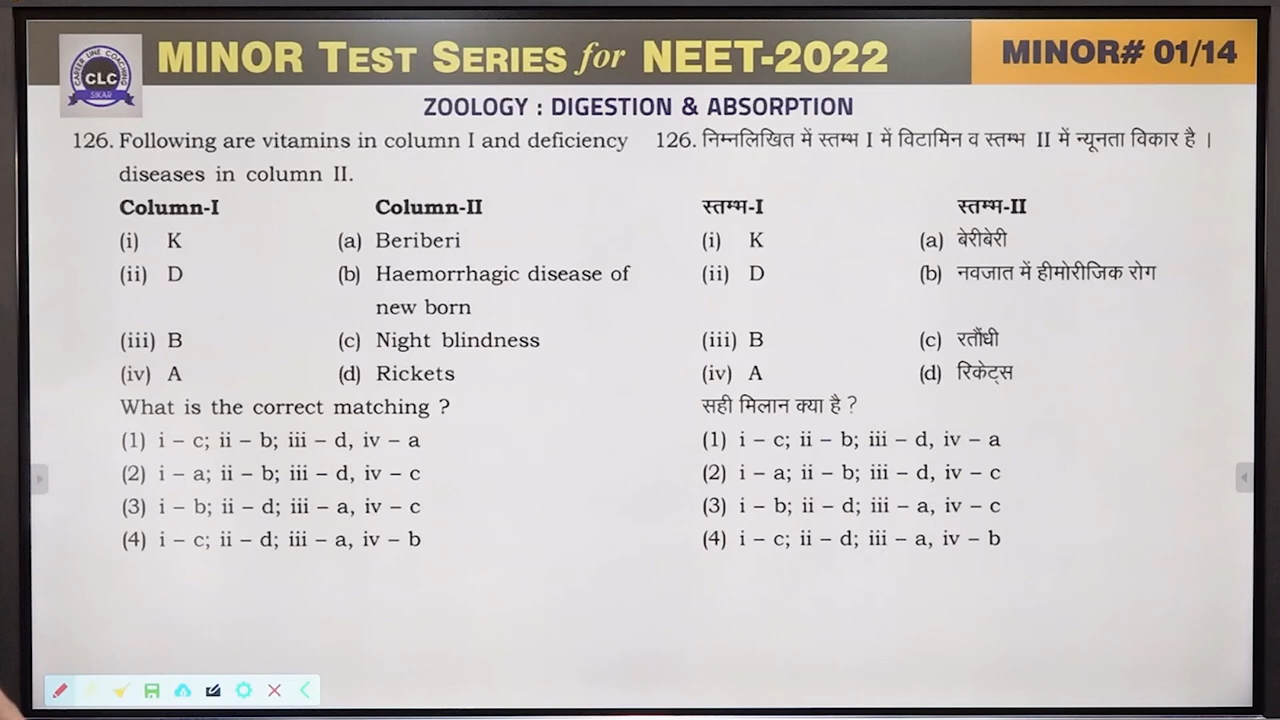 CAREER LINE COACHING
CLC
SIKAR
MINOR TEST SERIES for NEET-2022
MINOR# 01/14
ZOOLOGY : DIGESTION & ABSORPTION
126. Following are vitamins in column I and deficiency
diseases in column II.
Column-I Column-II
(i) K (a) Beriberi
(ii) D (b) Haemorrhagic disease of
new born
(iii) B (c) Night blindness
(iv) A (d) Rickets
What is the correct matching ?
(1) i – c; ii – b; iii – d, iv – a
(2) i – a; ii – b; iii – d, iv – c
(3) i – b; ii – d; iii – a, iv – c
(4) i – c; ii – d; iii – a, iv – b
126. निम्नलिखित में स्तम्भ I में विटामिन व स्तम्भ II में न्यूनता विकार है ।
स्तम्भ-I स्तम्भ-II
(i) K (a) बेरीबेरी
(ii) D (b) नवजात में हीमोरीजिक रोग
(iii) B (c) रतौंधी
(iv) A (d) रिकेट्स
सही मिलान क्या है ?
(1) i – c; ii – b; iii – d, iv – a
(2) i – a; ii – b; iii – d, iv – c
(3) i – b; ii – d; iii – a, iv – c
(4) i – c; ii – d; iii – a, iv – b